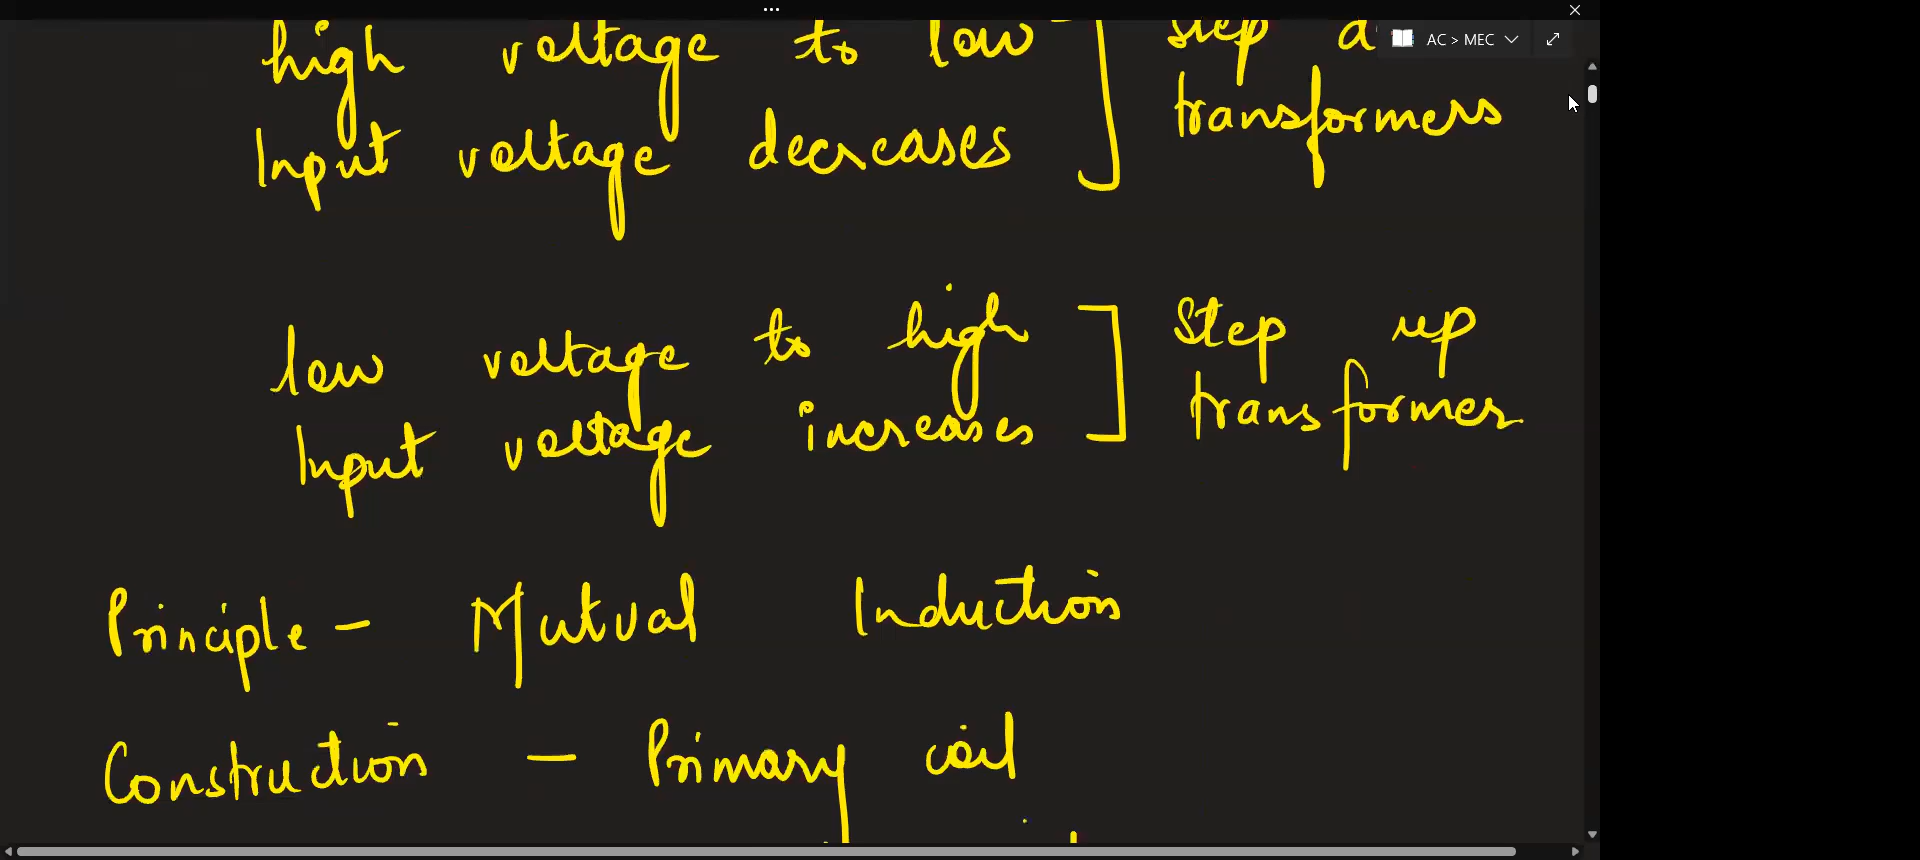 AC > MEC
high voltage to low
Step
transformers
Input voltage decreases
low voltage to high
Step up
transformer
Input voltage increases
Principle - Mutual Induction
Construction - Primary coil